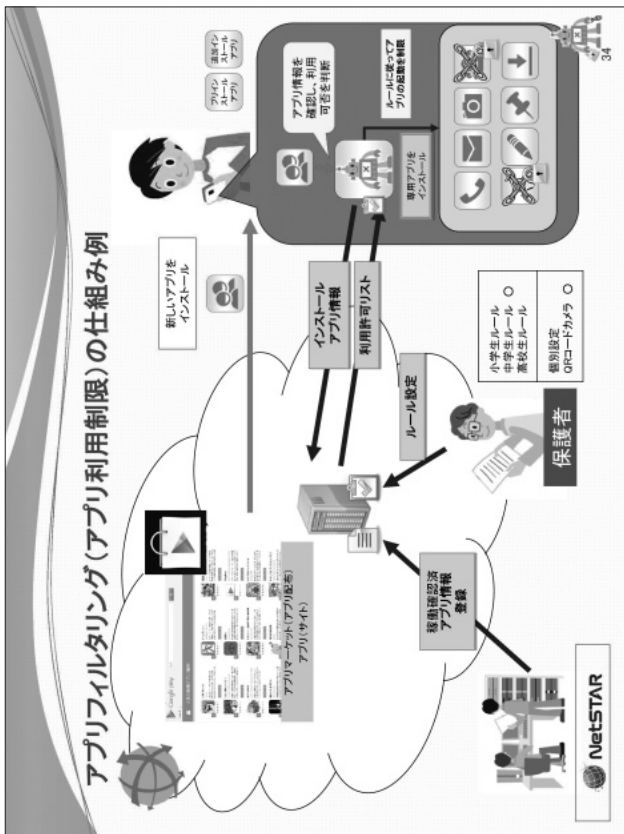 アプリフィルタリング(アプリ利用制限)の仕組み例
Google play
アプリマーケット(アプリ配布)
アプリ(サイト)
新しいアプリを
インストール
プリインストールアプリ
追加インストールアプリ
アプリ情報を
確認し、利用
可否を判断
専用アプリを
インストール
ルールに従ってア
プリの起動を制限
インストール
アプリ情報
利用許可リスト
ルール設定
稼働確認済
アプリ情報
登録
NetSTAR
保護者
小学生ルール
中学生ルール ○
高校生ルール
個別設定
QRコードカメラ ○
34